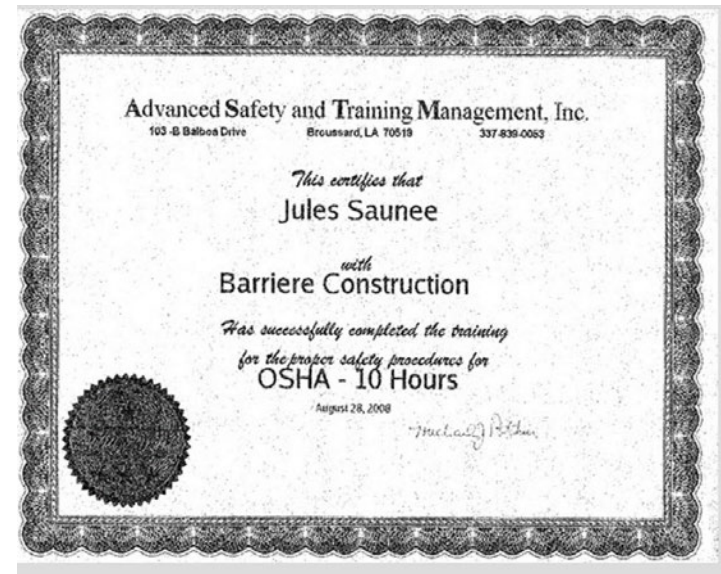 Advanced Safety and Training Management, Inc.
103 -B Balboa Drive Broussard, LA 70519 337-839-0053
This certifies that
Jules Saunee
with
Barriere Construction
Has successfully completed the training
for the proper safety procedures for
OSHA - 10 Hours
August 28, 2008